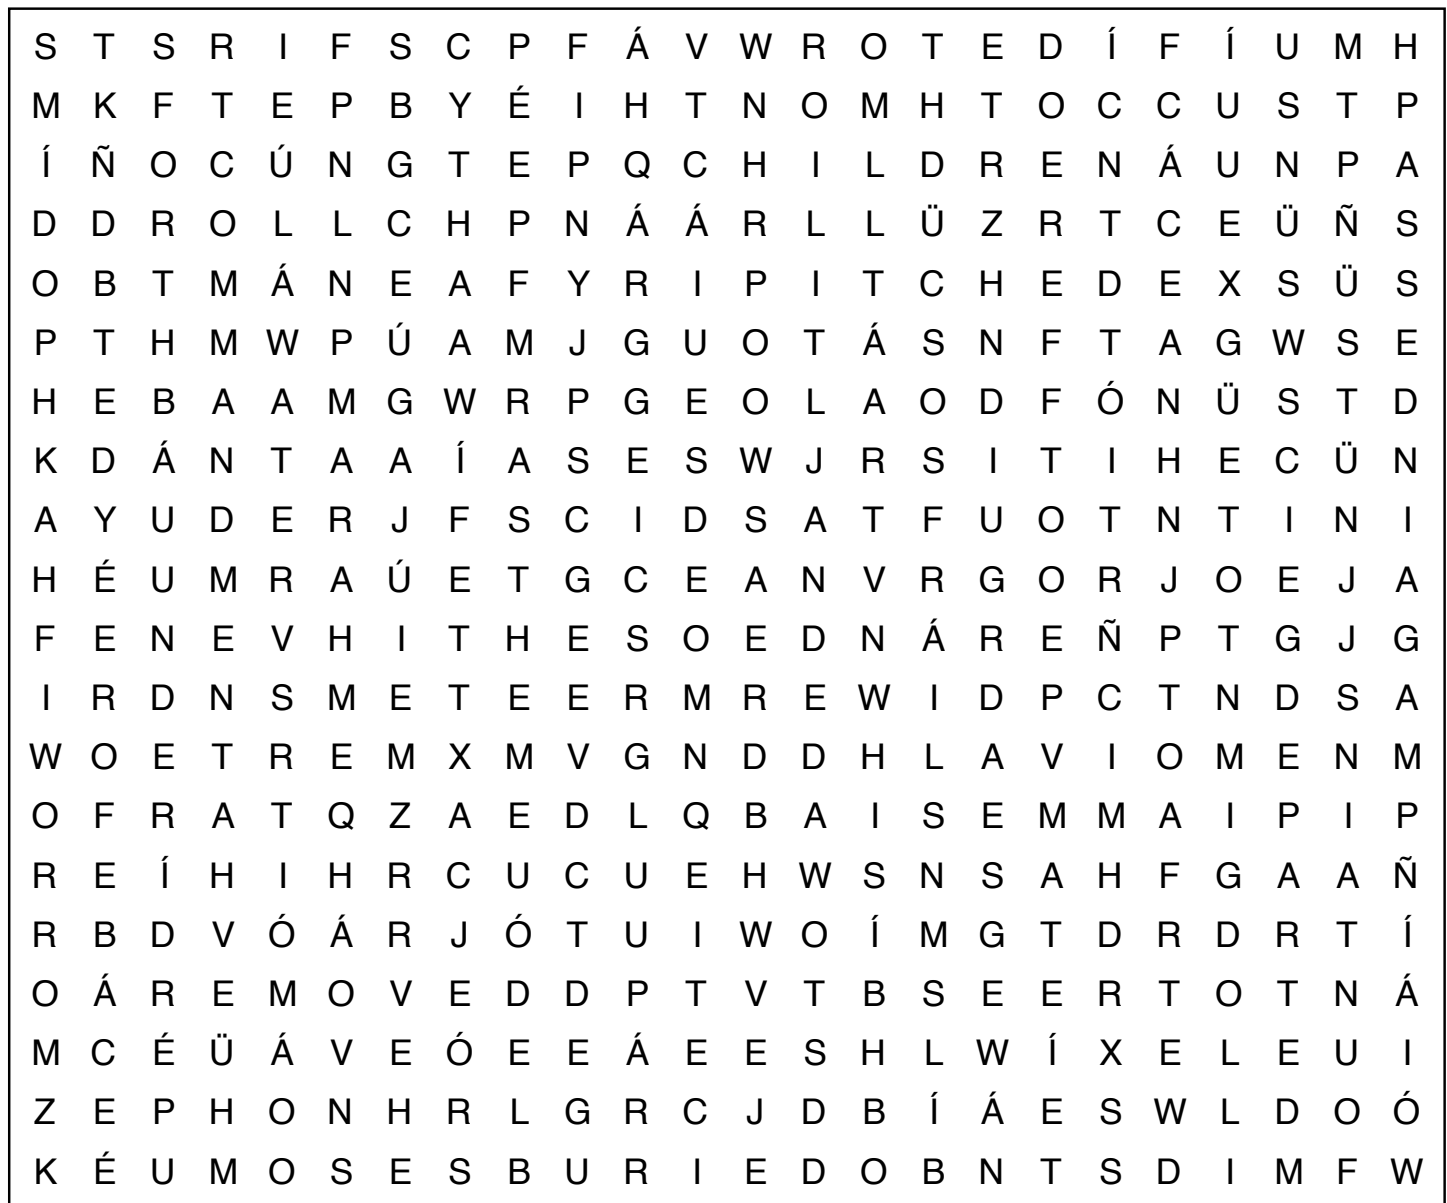 S T S R I F S C P F Á V W R O T E D Í F Í U M H
M K F T E P B Y É I H T N O M H T O C C U S T P
Í Ñ O C Ú N G T E P Q C H I L D R E N Á U N P A
D D R O L L C H P N Á Á R L L Ü Z R T C E Ü Ñ S
O B T M Á N E A F Y R I P I T C H E D E X S Ü S
P T H M W P Ú A M J G U O T Á S N F T A G W S E
H E B A A M G W R P G E O L A O D F Ó N Ü S T D
K D Á N T A A Í A S E S W J R S I T I H E C Ü N
A Y U D E R J F S C I D S A T F U O T N T I N I
H É U M R A Ú E T G C E A N V R G O R J O E J A
F E N E V H I T H E S O E D N Á R E Ñ P T G J G
I R D N S M E T E E R M R E W I D P C T N D S A
W O E T R E M X M V G N D D H L A V I O M E N M
O F R A T Q Z A E D L Q B A I S E M M A I P I P
R E Í H I H R C U C U E H W S N S A H F G A A Ñ
R B D V Ó Á R J Ó T U I W O Í M G T D R D R T Í
O Á R E M O V E D D P T V T B S E E R T O T N Á
M C É Ü Á V E Ó E E Á E E S H L W Í X E L E U I
Z E P H O N H R L G R C J D B Í Á E S W L D O Ó
K É U M O S E S B U R I E D O B N T S D I M F W